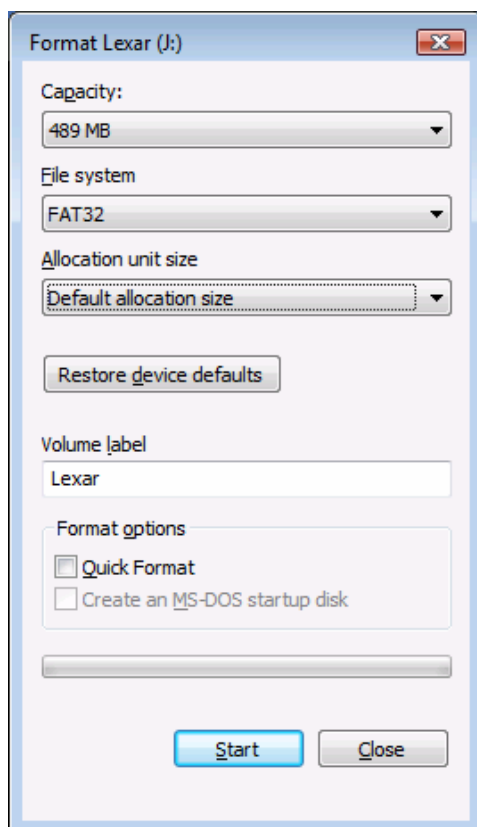 Format Lexar (J:)
Capacity:
489 MB
File system
FAT32
Allocation unit size
Default allocation size
Restore device defaults
Volume label
Lexar
Format options
Quick Format
Create an MS-DOS startup disk
Start
Close